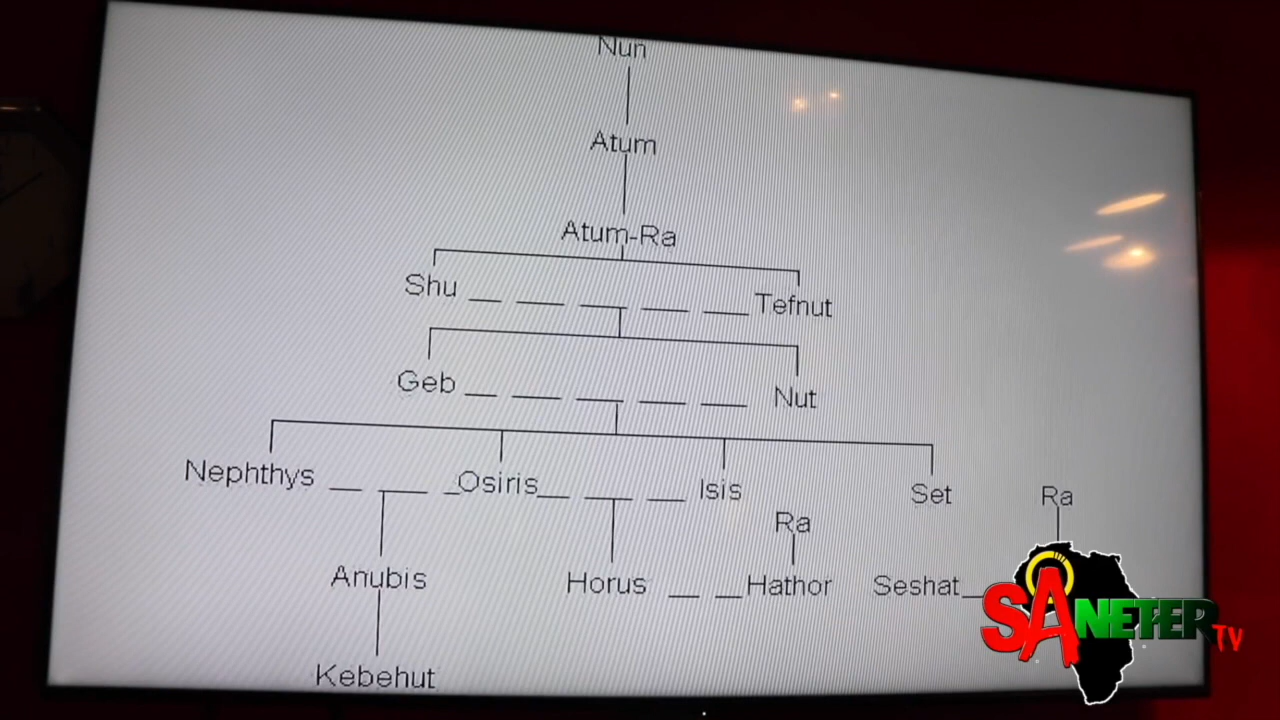 Nun
Atum
Atum-Ra
Shu Tefnut
Geb Nut
Nephthys Osiris Isis Set Ra
Ra
Anubis Horus Hathor Seshat
Kebehut
SANETER TV